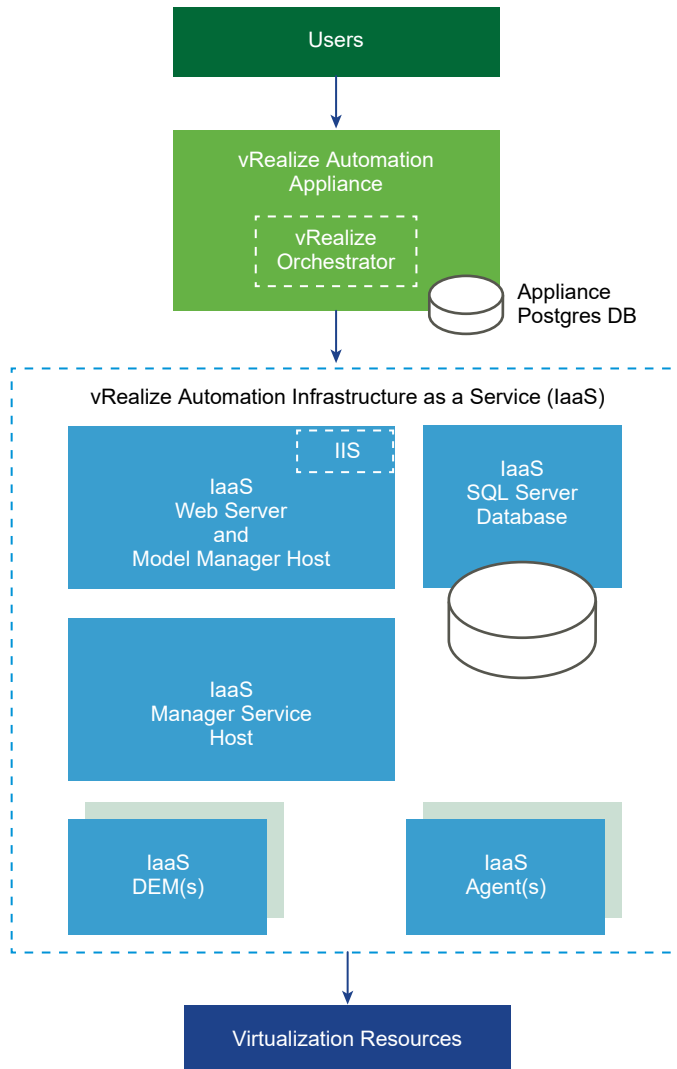 Users
vRealize Automation
Appliance
vRealize
Orchestrator
Appliance
Postgres DB
vRealize Automation Infrastructure as a Service (IaaS)
IIS
IaaS
Web Server
and
Model Manager Host
IaaS
SQL Server
Database
IaaS
Manager Service
Host
IaaS
DEM(s)
IaaS
Agent(s)
Virtualization Resources